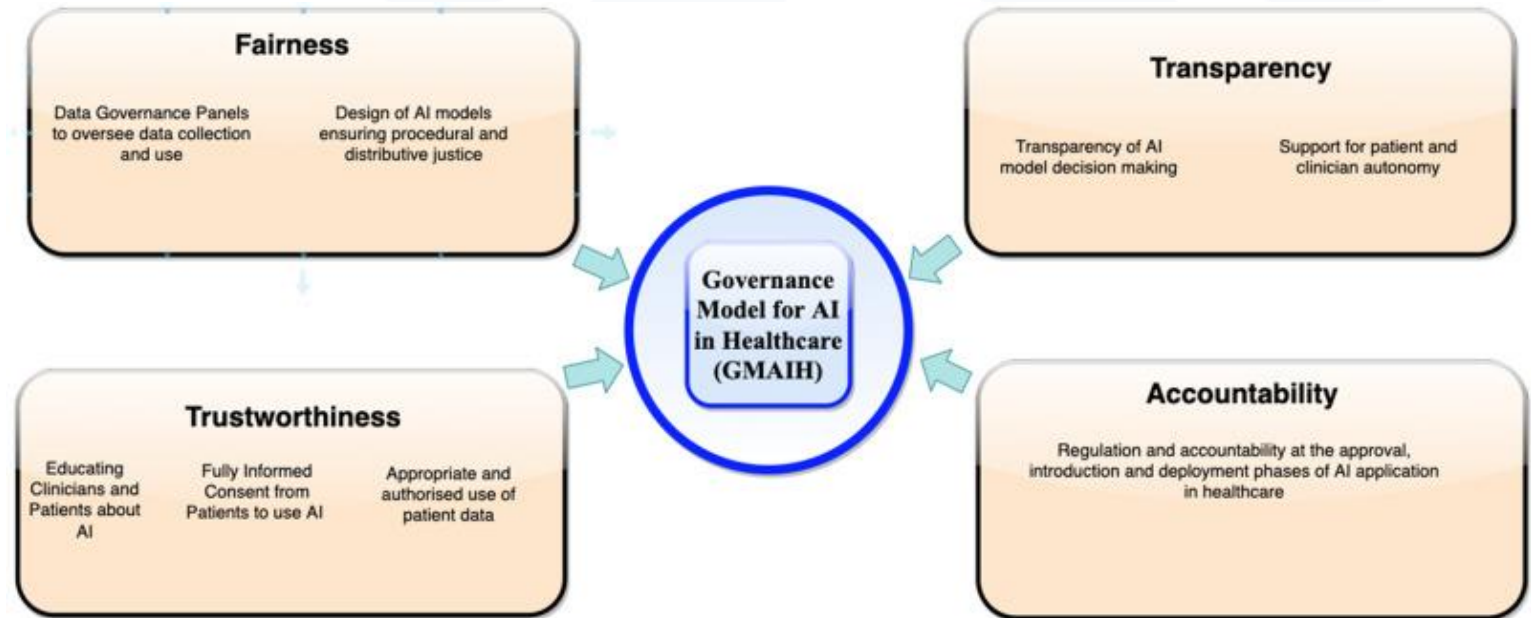 Fairness
Data Governance Panels
to oversee data collection
and use
Design of AI models
ensuring procedural and
distributive justice
Transparency
Transparency of AI
model decision making
Support for patient and
clinician autonomy
Governance
Model for AI
in Healthcare
(GMAIH)
Trustworthiness
Educating
Clinicians and
Patients about
AI
Fully Informed
Consent from
Patients to use AI
Appropriate and
authorised use of
patient data
Accountability
Regulation and accountability at the approval,
introduction and deployment phases of AI application
in healthcare